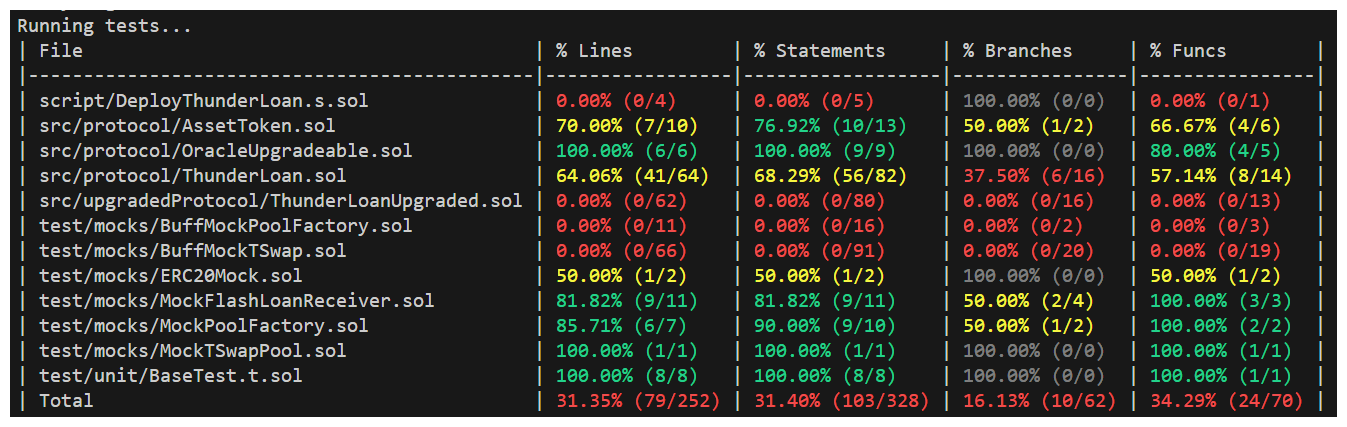 Running tests...
| File | % Lines | % Statements | % Branches | % Funcs |
|----------------------------------------------|-----------------|------------------|----------------|----------------|
| script/DeployThunderLoan.s.sol | 0.00% (0/4) | 0.00% (0/5) | 100.00% (0/0) | 0.00% (0/1) |
| src/protocol/AssetToken.sol | 70.00% (7/10) | 76.92% (10/13) | 50.00% (1/2) | 66.67% (4/6) |
| src/protocol/OracleUpgradeable.sol | 100.00% (6/6) | 100.00% (9/9) | 100.00% (0/0) | 80.00% (4/5) |
| src/protocol/ThunderLoan.sol | 64.06% (41/64) | 68.29% (56/82) | 37.50% (6/16) | 57.14% (8/14) |
| src/upgradedProtocol/ThunderLoanUpgraded.sol | 0.00% (0/62) | 0.00% (0/80) | 0.00% (0/16) | 0.00% (0/13) |
| test/mocks/BuffMockPoolFactory.sol | 0.00% (0/11) | 0.00% (0/16) | 0.00% (0/2) | 0.00% (0/3) |
| test/mocks/BuffMockTSwap.sol | 0.00% (0/66) | 0.00% (0/91) | 0.00% (0/20) | 0.00% (0/19) |
| test/mocks/ERC20Mock.sol | 50.00% (1/2) | 50.00% (1/2) | 100.00% (0/0) | 50.00% (1/2) |
| test/mocks/MockFlashLoanReceiver.sol | 81.82% (9/11) | 81.82% (9/11) | 50.00% (2/4) | 100.00% (3/3) |
| test/mocks/MockPoolFactory.sol | 85.71% (6/7) | 90.00% (9/10) | 50.00% (1/2) | 100.00% (2/2) |
| test/mocks/MockTSwapPool.sol | 100.00% (1/1) | 100.00% (1/1) | 100.00% (0/0) | 100.00% (1/1) |
| test/unit/BaseTest.t.sol | 100.00% (8/8) | 100.00% (8/8) | 100.00% (0/0) | 100.00% (1/1) |
| Total | 31.35% (79/252) | 31.40% (103/328) | 16.13% (10/62) | 34.29% (24/70) |